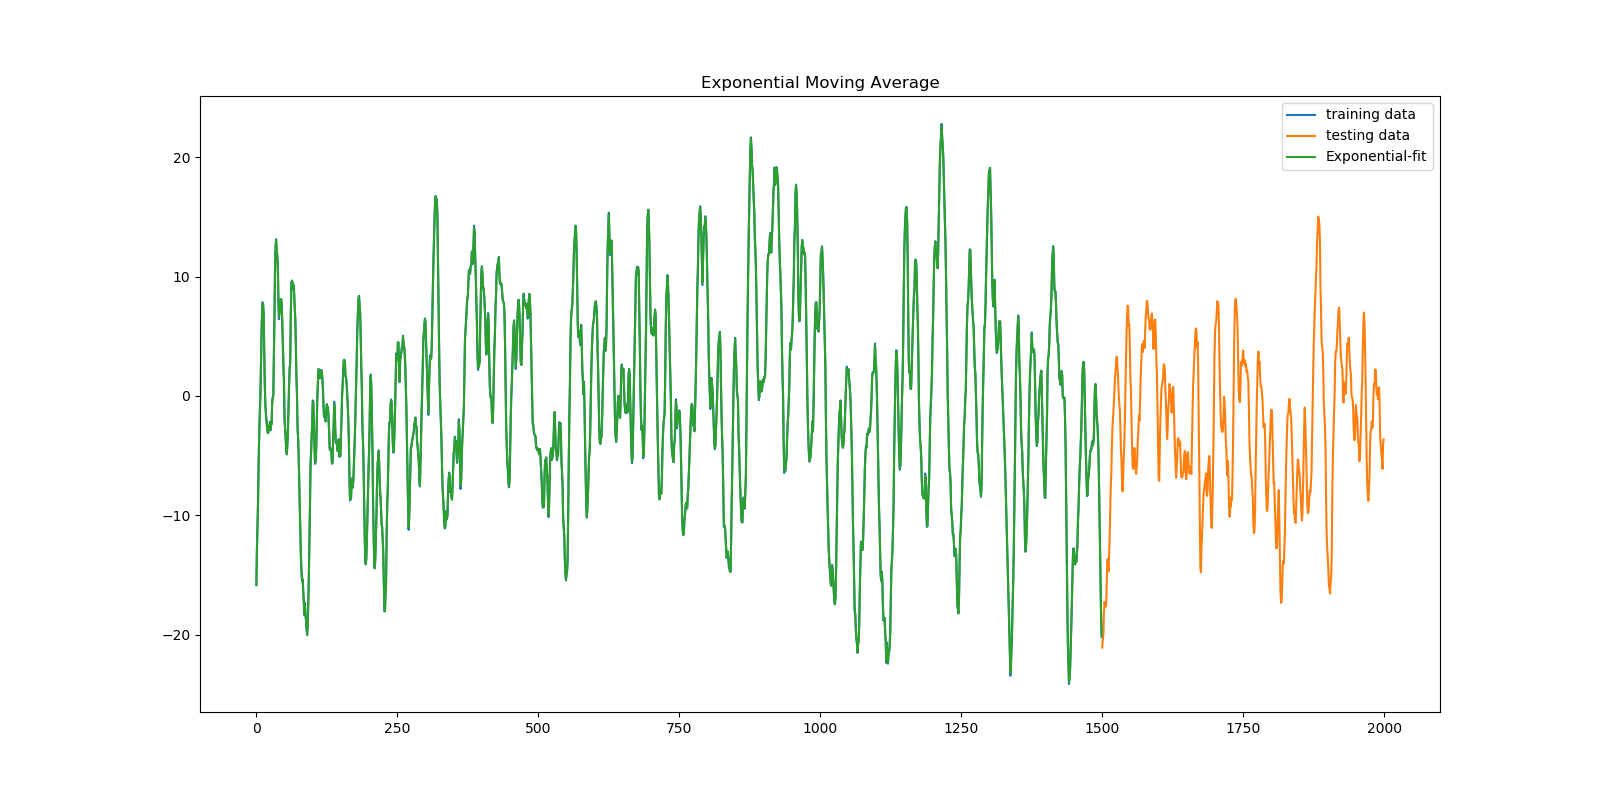 Exponential Moving Average
training data
testing data
Exponential-fit
20
10
0
−10
−20
0 250 500 750 1000 1250 1500 1750 2000